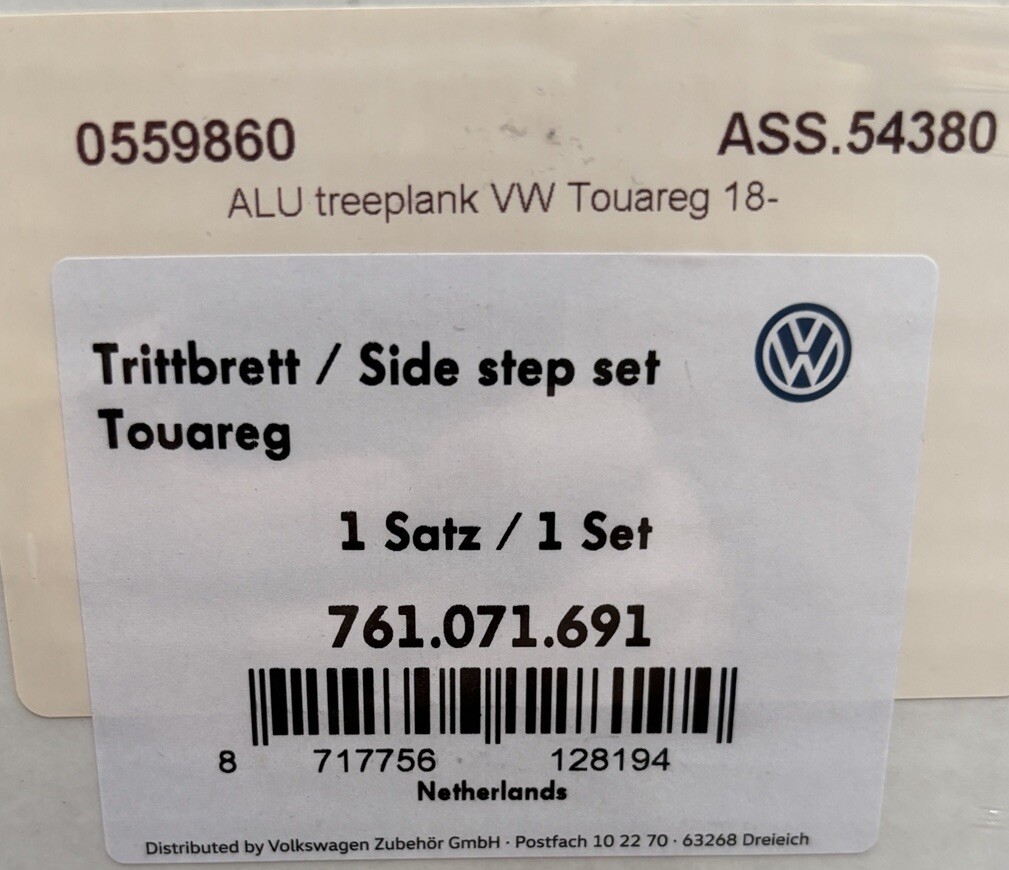 0559860 ASS.54380
ALU treeplank VW Touareg 18-
Trittbrett / Side step set
Touareg
1 Satz / 1 Set
761.071.691
8 717756 128194
Netherlands
Distributed by Volkswagen Zubehör GmbH · Postfach 10 22 70 · 63268 Dreieich